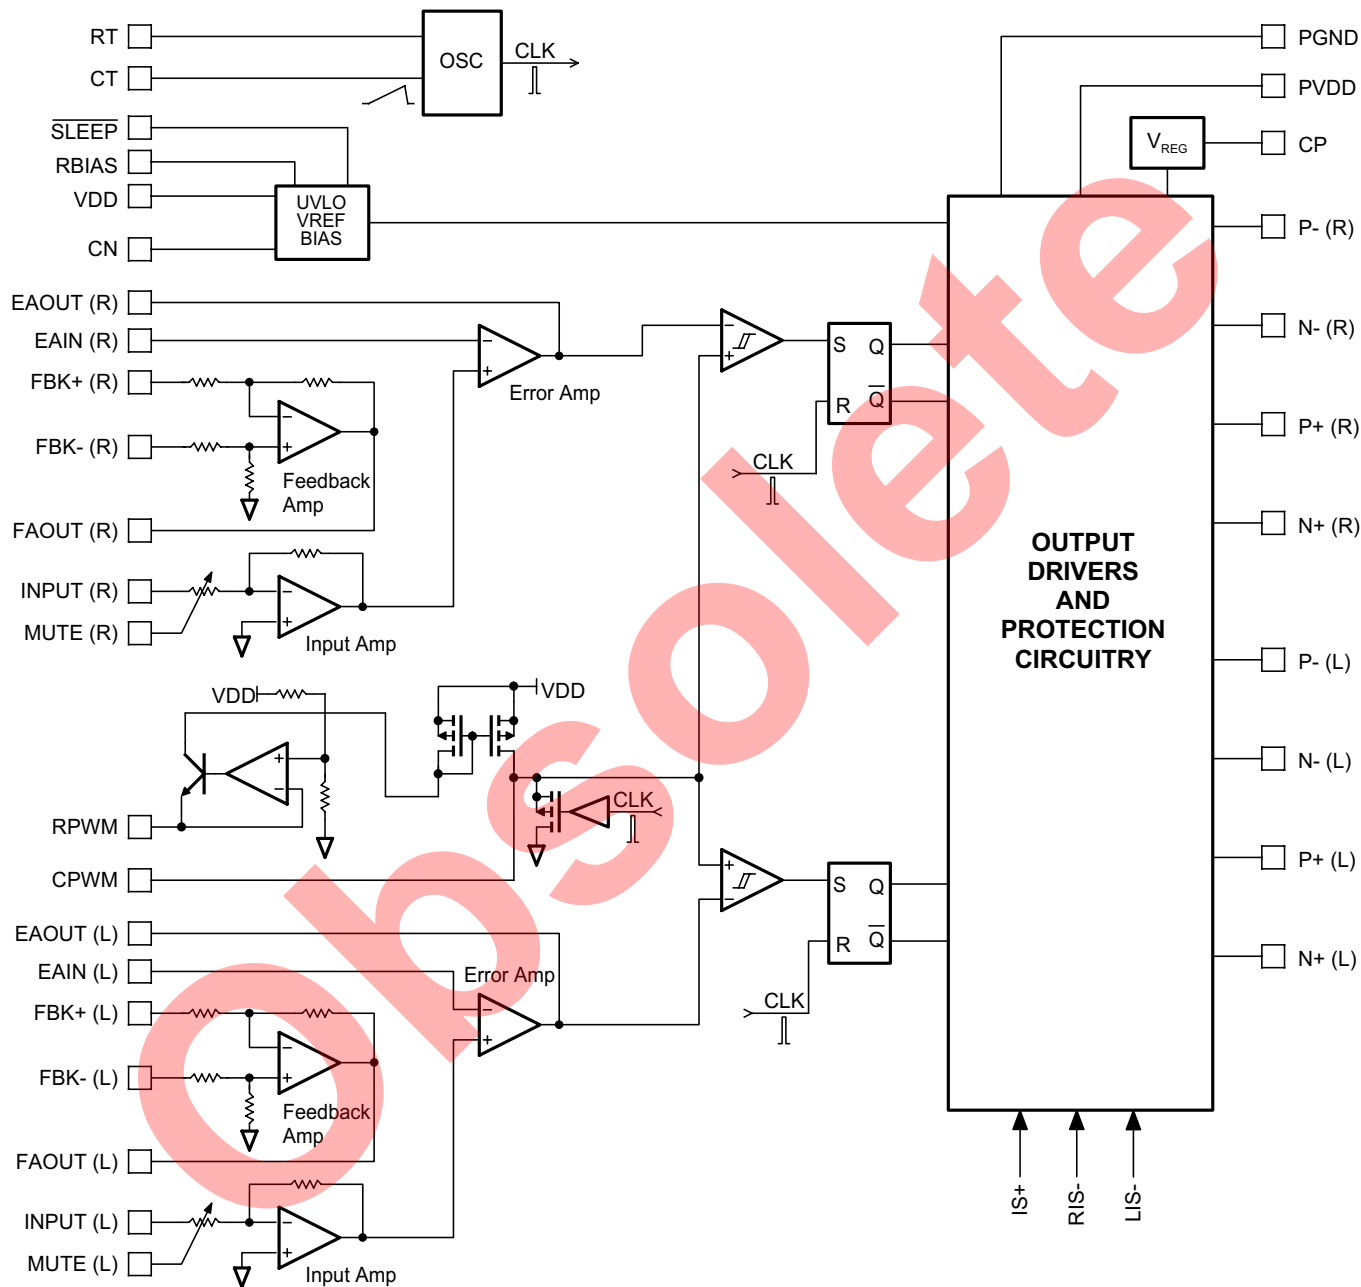 RT
CT
SLEEP
RBIAS
VDD
CN
EAOUT (R)
EAIN (R)
FBK+ (R)
FBK- (R)
FAOUT (R)
INPUT (R)
MUTE (R)
RPWM
CPWM
EAOUT (L)
EAIN (L)
FBK+ (L)
FBK- (L)
FAOUT (L)
INPUT (L)
MUTE (L)
OSC
CLK
UVLO
VREF
BIAS
Error Amp
Feedback
Amp
Input Amp
VDD
VDD
CLK
Error Amp
Feedback
Amp
Input Amp
S Q
R Q
CLK
S Q
R Q
CLK
OUTPUT
DRIVERS
AND
PROTECTION
CIRCUITRY
VREG
PGND
PVDD
CP
P- (R)
N- (R)
P+ (R)
N+ (R)
P- (L)
N- (L)
P+ (L)
N+ (L)
IS+
RIS-
LIS-
Obsolete